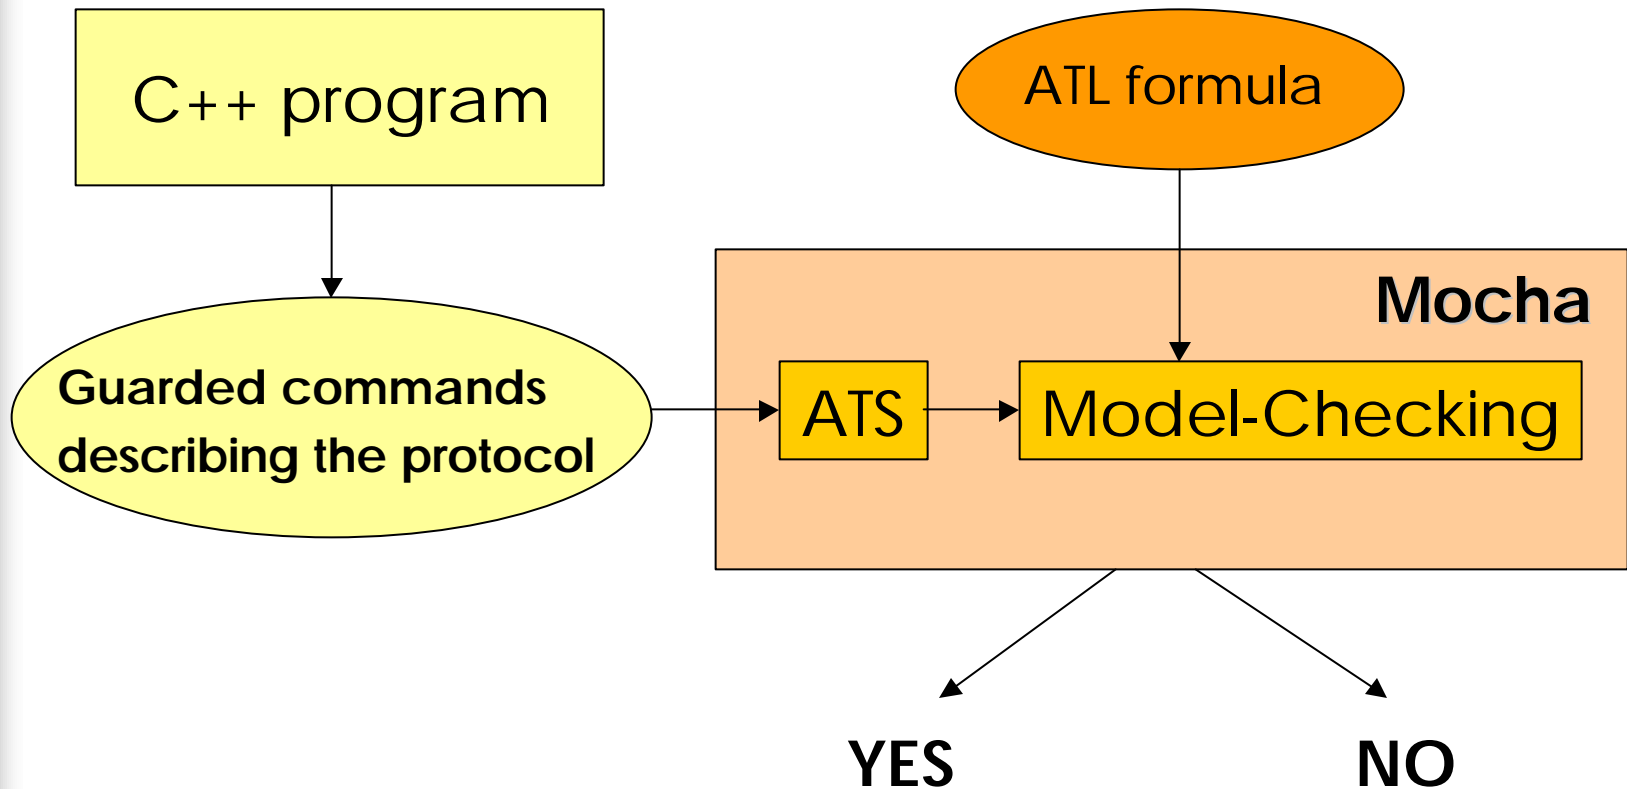 C++ program
ATL formula
Mocha
Guarded commands
describing the protocol
ATS
Model-Checking
YES
NO